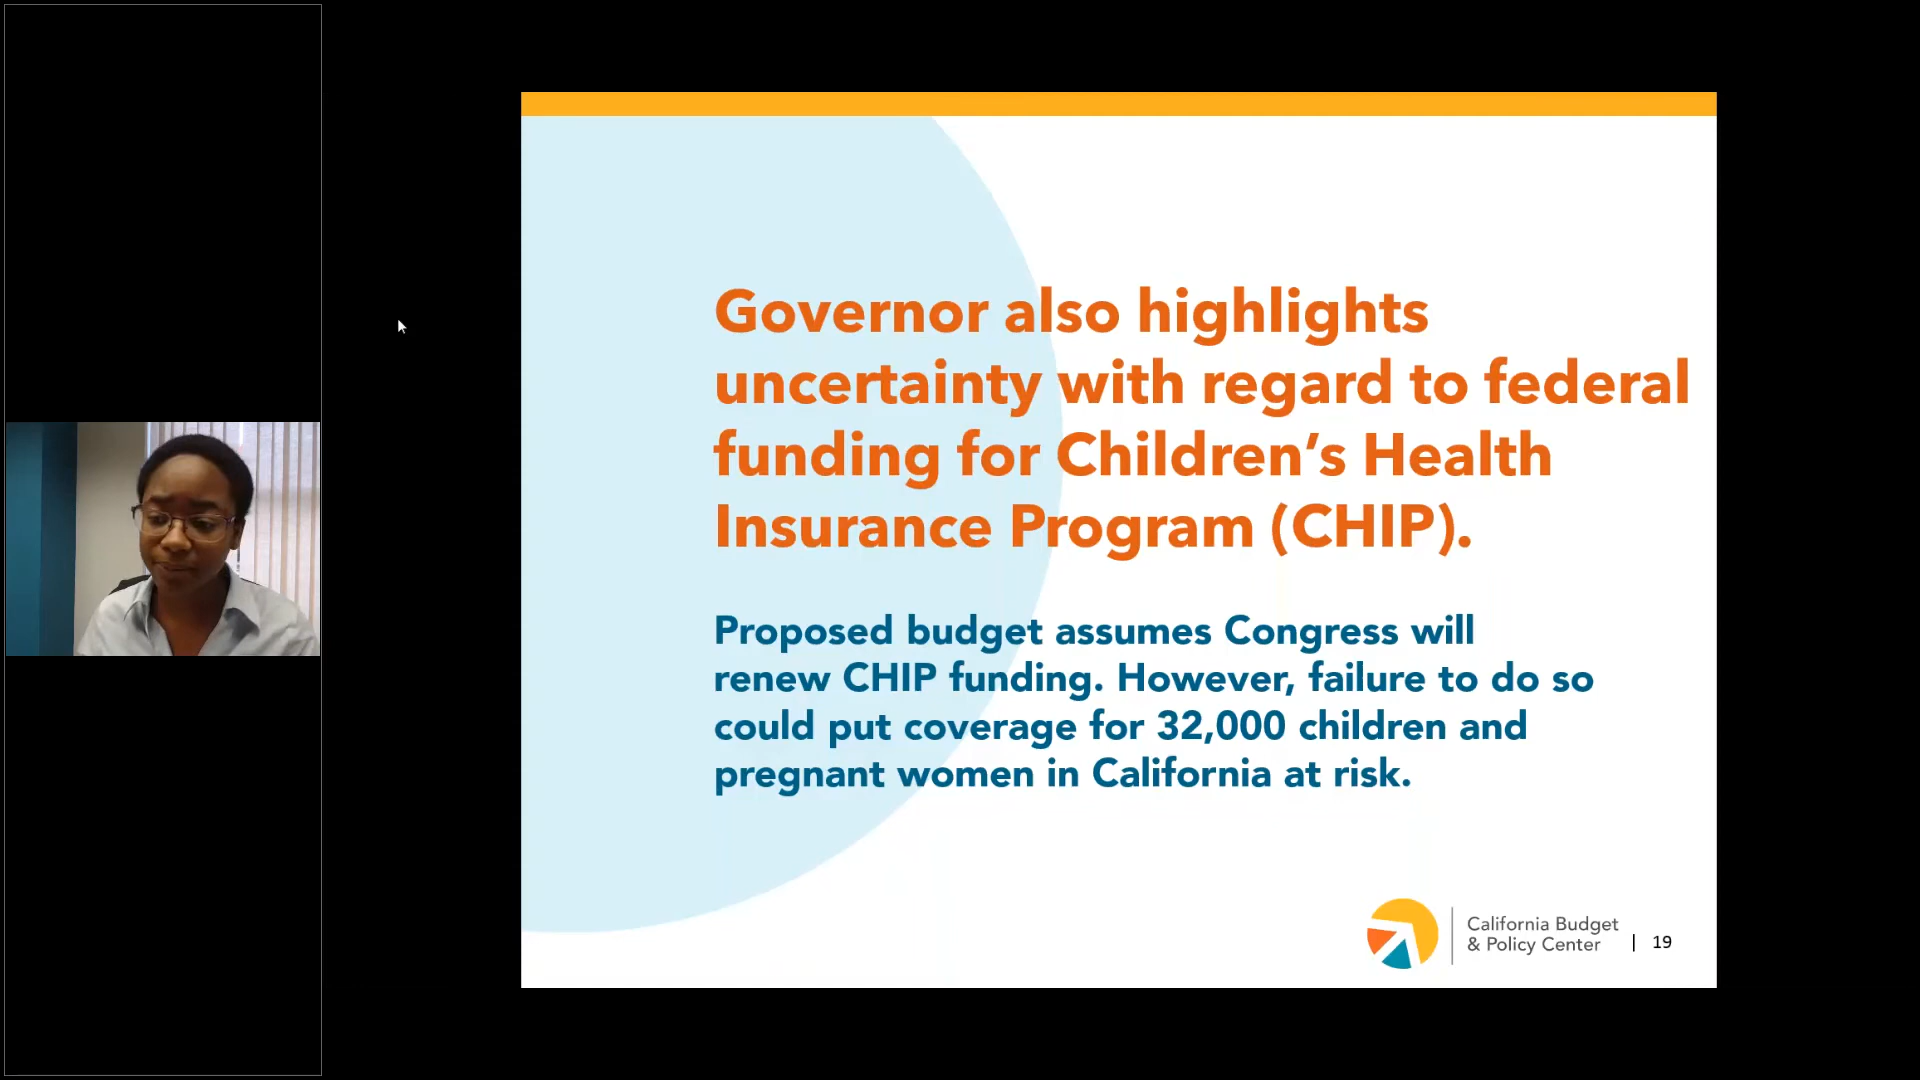 Governor also highlights
uncertainty with regard to federal
funding for Children’s Health
Insurance Program (CHIP).
Proposed budget assumes Congress will
renew CHIP funding. However, failure to do so
could put coverage for 32,000 children and
pregnant women in California at risk.
California Budget
& Policy Center | 19